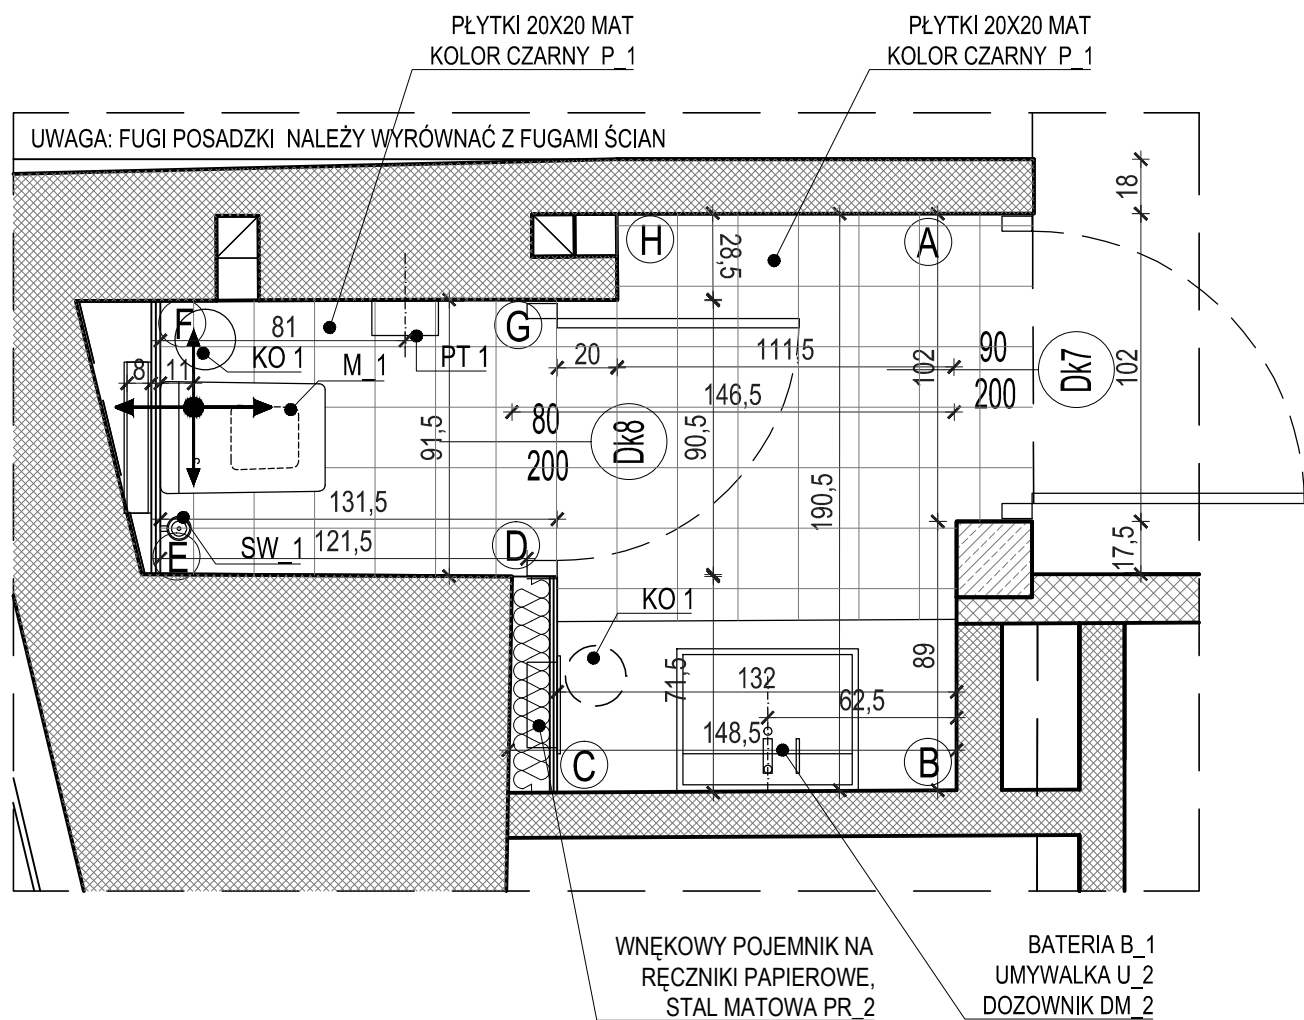 PŁYTKI 20X20 MAT
KOLOR CZARNY P_1
PŁYTKI 20X20 MAT
KOLOR CZARNY P_1
UWAGA: FUGI POSADZKI NALEŻY WYRÓWNAĆ Z FUGAMI ŚCIAN
18
H
A
28,5
F
81
G
KO 1
M_1
PT 1
20
111,5
90
200
102
Dk7
102
8
11
146,5
80
200
Dk8
91,5
90,5
190,5
131,5
121,5
SW_1
E
D
17,5
KO 1
89
71,5
132
62,5
148,5
C
B
WNĘKOWY POJEMNIK NA
RĘCZNIKI PAPIEROWE,
STAL MATOWA PR_2
BATERIA B_1
UMYWALKA U_2
DOZOWNIK DM_2